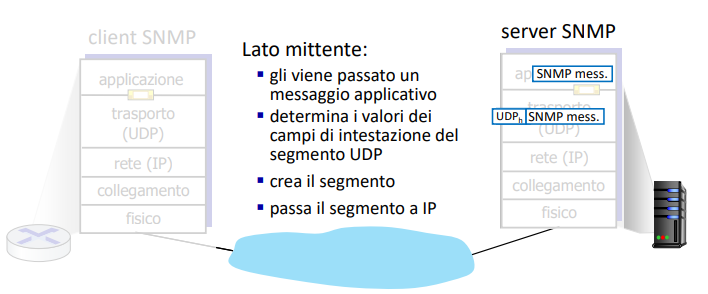 client SNMP
applicazione
trasporto
(UDP)
rete (IP)
collegamento
fisico
Lato mittente:
gli viene passato un
messaggio applicativo
determina i valori dei
campi di intestazione del
segmento UDP
crea il segmento
passa il segmento a IP
server SNMP
SNMP mess.
UDPh SNMP mess.
trasporto
(UDP)
rete (IP)
collegamento
fisico